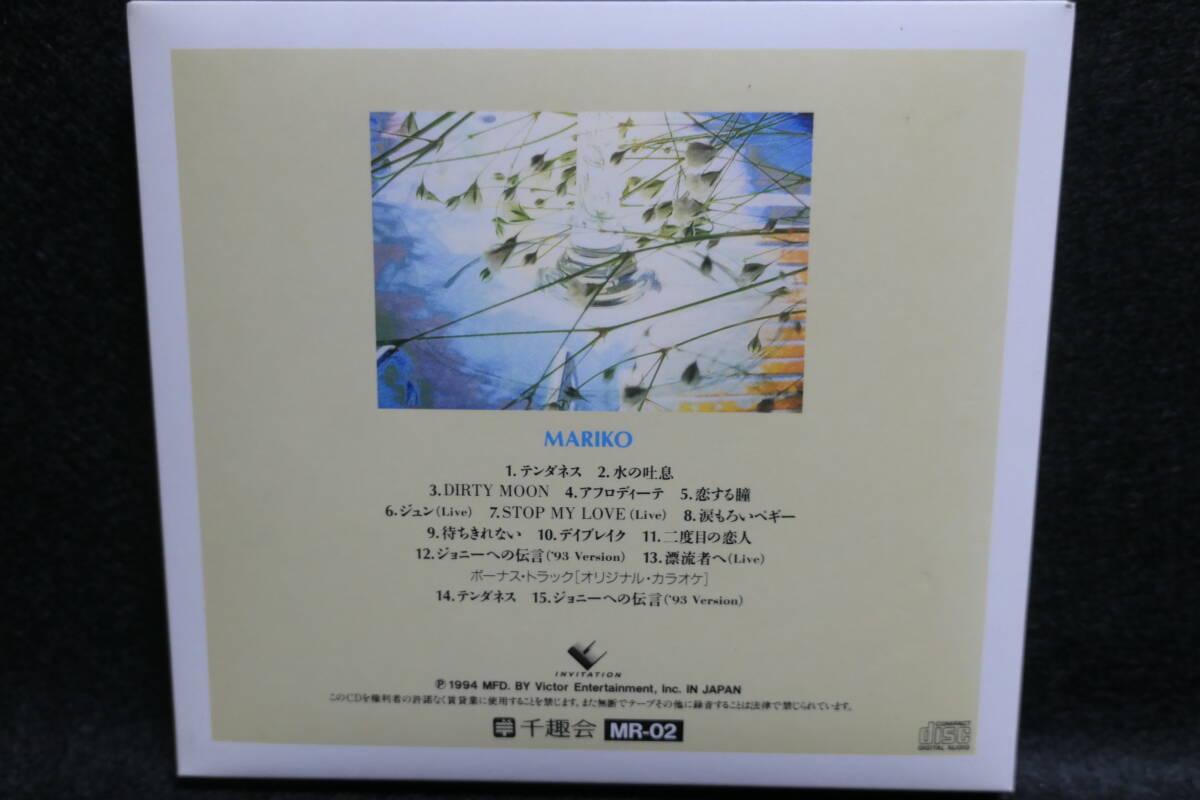 MARIKO
1.テンダネス 2.水の吐息
3.DIRTY MOON 4.アフロディーテ 5.恋する瞳
6.ジュン(Live) 7.STOP MY LOVE(Live) 8.涙もろいペギー
9.待ちきれない 10.デイブレイク 11.二度目の恋人
12.ジョニーへの伝言('93 Version) 13.漂流者へ(Live)
ボーナス・トラック[オリジナル・カラオケ]
14.テンダネス 15.ジョニーへの伝言('93 Version)
INVITATION
Ⓟ 1994 MFD. BY Victor Entertainment, Inc. IN JAPAN
このCDを権利者の許諾なく賃貸業に使用することを禁じます。また無断でテープその他に録音することは法律で禁じられています。
千趣会 MR-02
COMPACT
disc
DIGITAL AUDIO